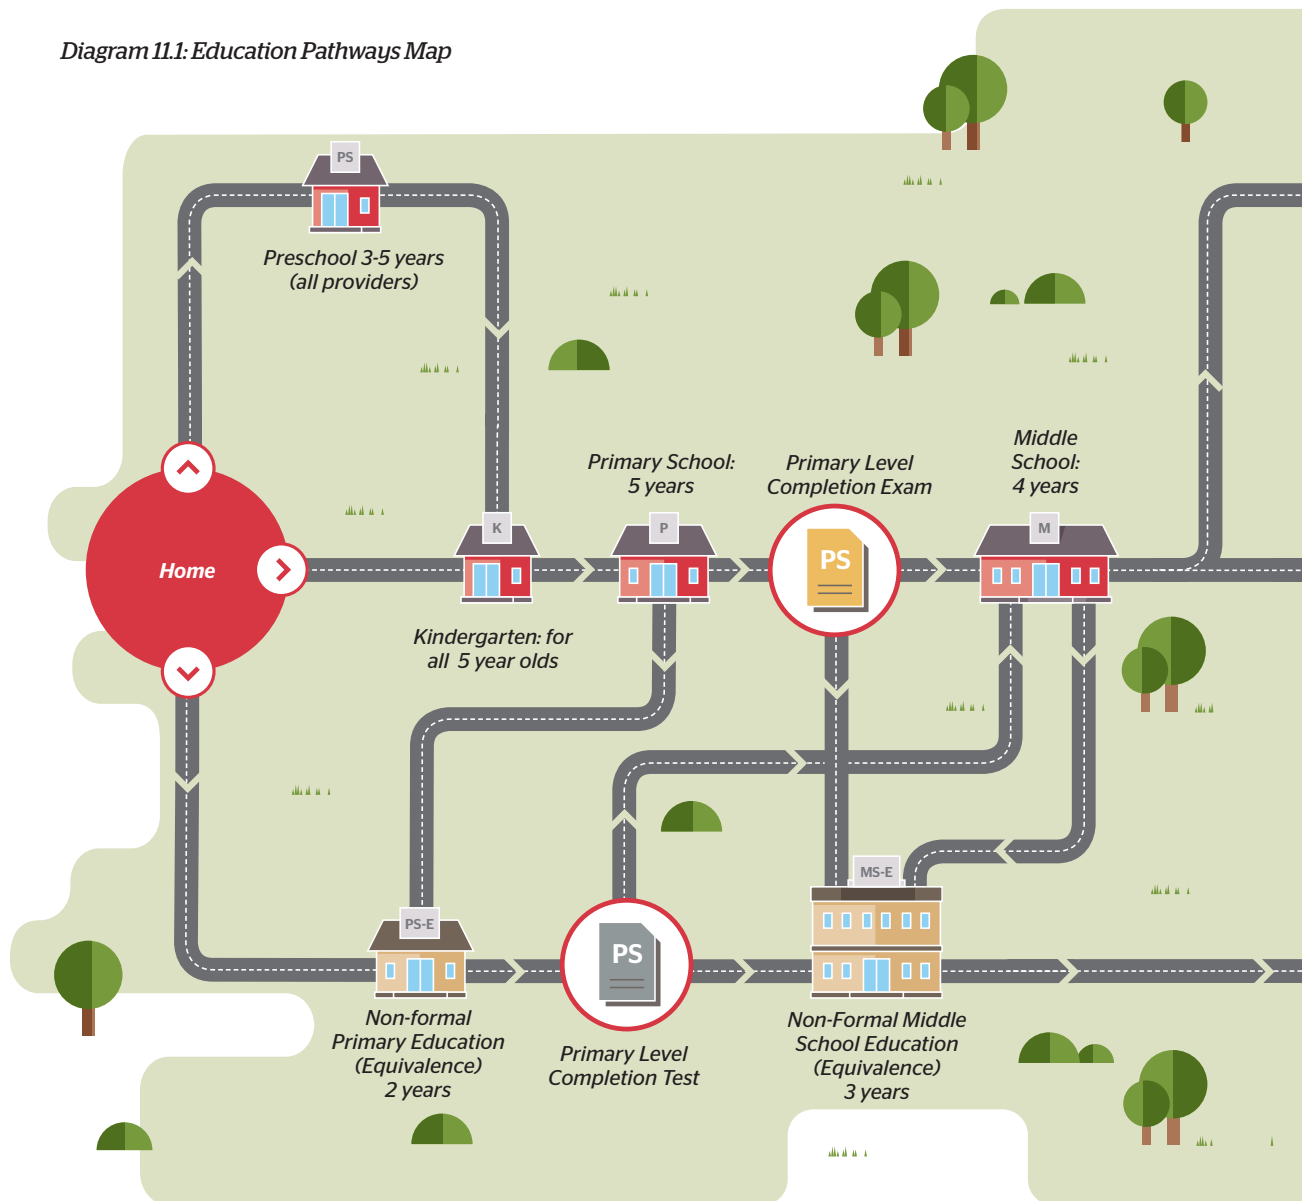 Diagram 11.1: Education Pathways Map
PS
Preschool 3-5 years
(all providers)
Home
K
Kindergarten: for
all 5 year olds
Primary School:
5 years
P
Primary Level
Completion Exam
PS
Middle
School:
4 years
M
PS-E
Non-formal
Primary Education
(Equivalence)
2 years
PS
Primary Level
Completion Test
MS-E
Non-Formal Middle
School Education
(Equivalence)
3 years